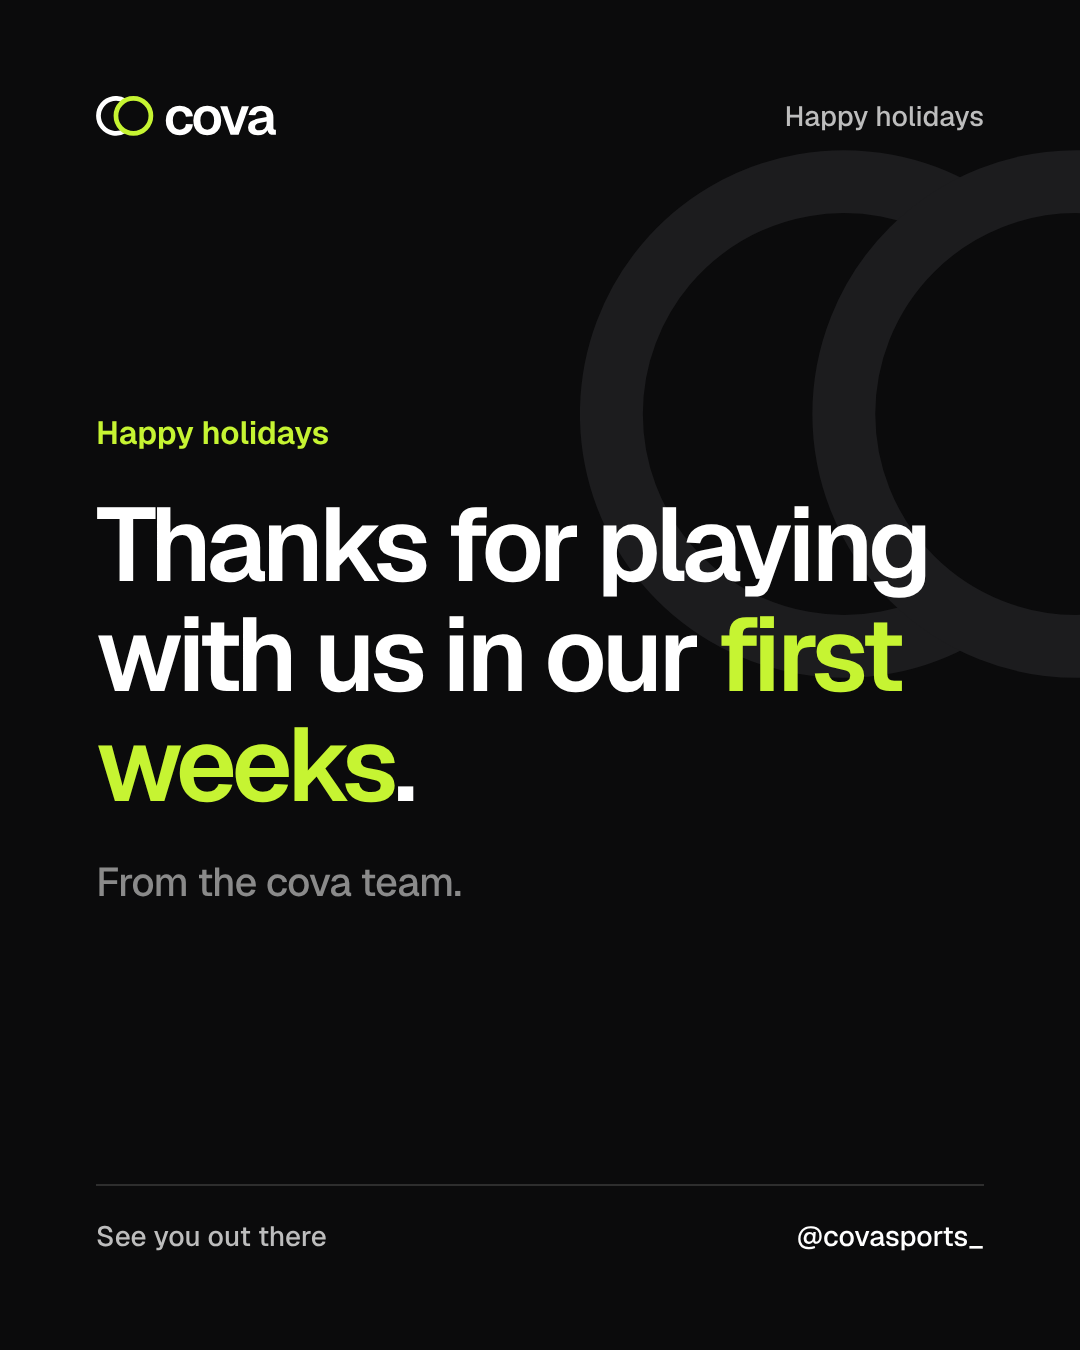 cova
Happy holidays
Happy holidays
Thanks for playing
with us in our first
weeks.
From the cova team.
See you out there
@covasports_